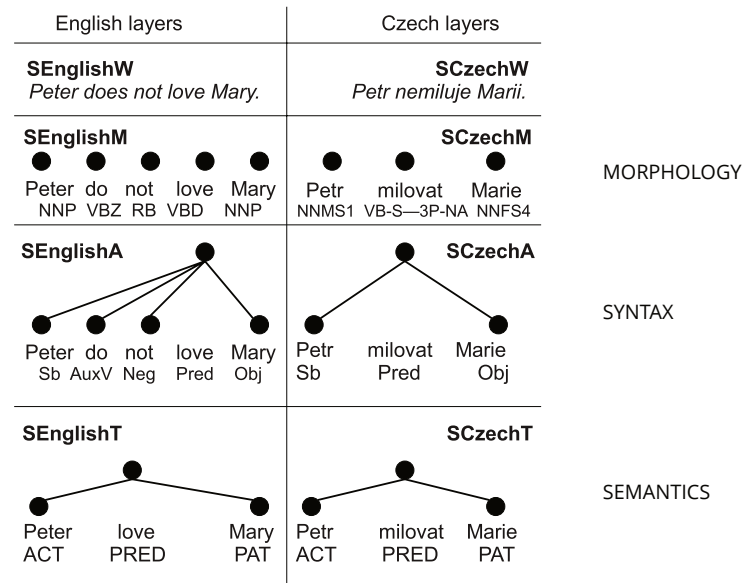 English layers Czech layers
SEnglishW SCzechW
Peter does not love Mary. Petr nemiluje Marii.
SEnglishM SCzechM
MORPHOLOGY
Peter do not love Mary Petr milovat Marie
NNP VBZ RB VBD NNP NNMS1 VB-S—3P-NA NNFS4
SEnglishA SCzechA
SYNTAX
Peter do not love Mary Petr milovat Marie
Sb AuxV Neg Pred Obj Sb Pred Obj
SEnglishT SCzechT
SEMANTICS
Peter love Mary Petr milovat Marie
ACT PRED PAT ACT PRED PAT